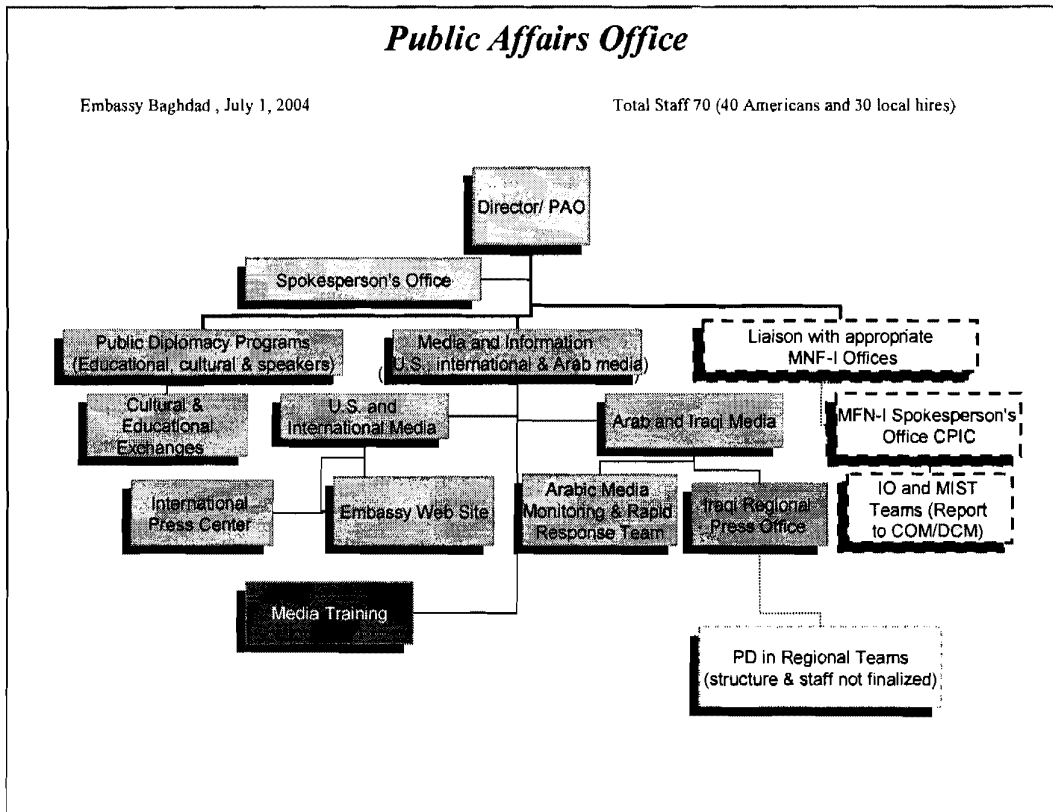 Public Affairs Office
Embassy Baghdad , July 1, 2004
Total Staff 70 (40 Americans and 30 local hires)
Director/ PAO
Spokesperson's Office
Public Diplomacy Programs
(Educational, cultural & speakers)
Media and Information
(U.S., international & Arab media)
Liaison with appropriate
MNF-I Offices
Cultural &
Educational
Exchanges
U.S. and
International Media
Arab and Iraqi Media
MFN-I Spokesperson's
Office CPIC
International
Press Center
Embassy Web Site
Arabic Media
Monitoring & Rapid
Response Team
Iraqi Regional
Press Office
IO and MIST
Teams (Report
to COM/DCM)
Media Training
PD in Regional Teams
(structure & staff not finalized)